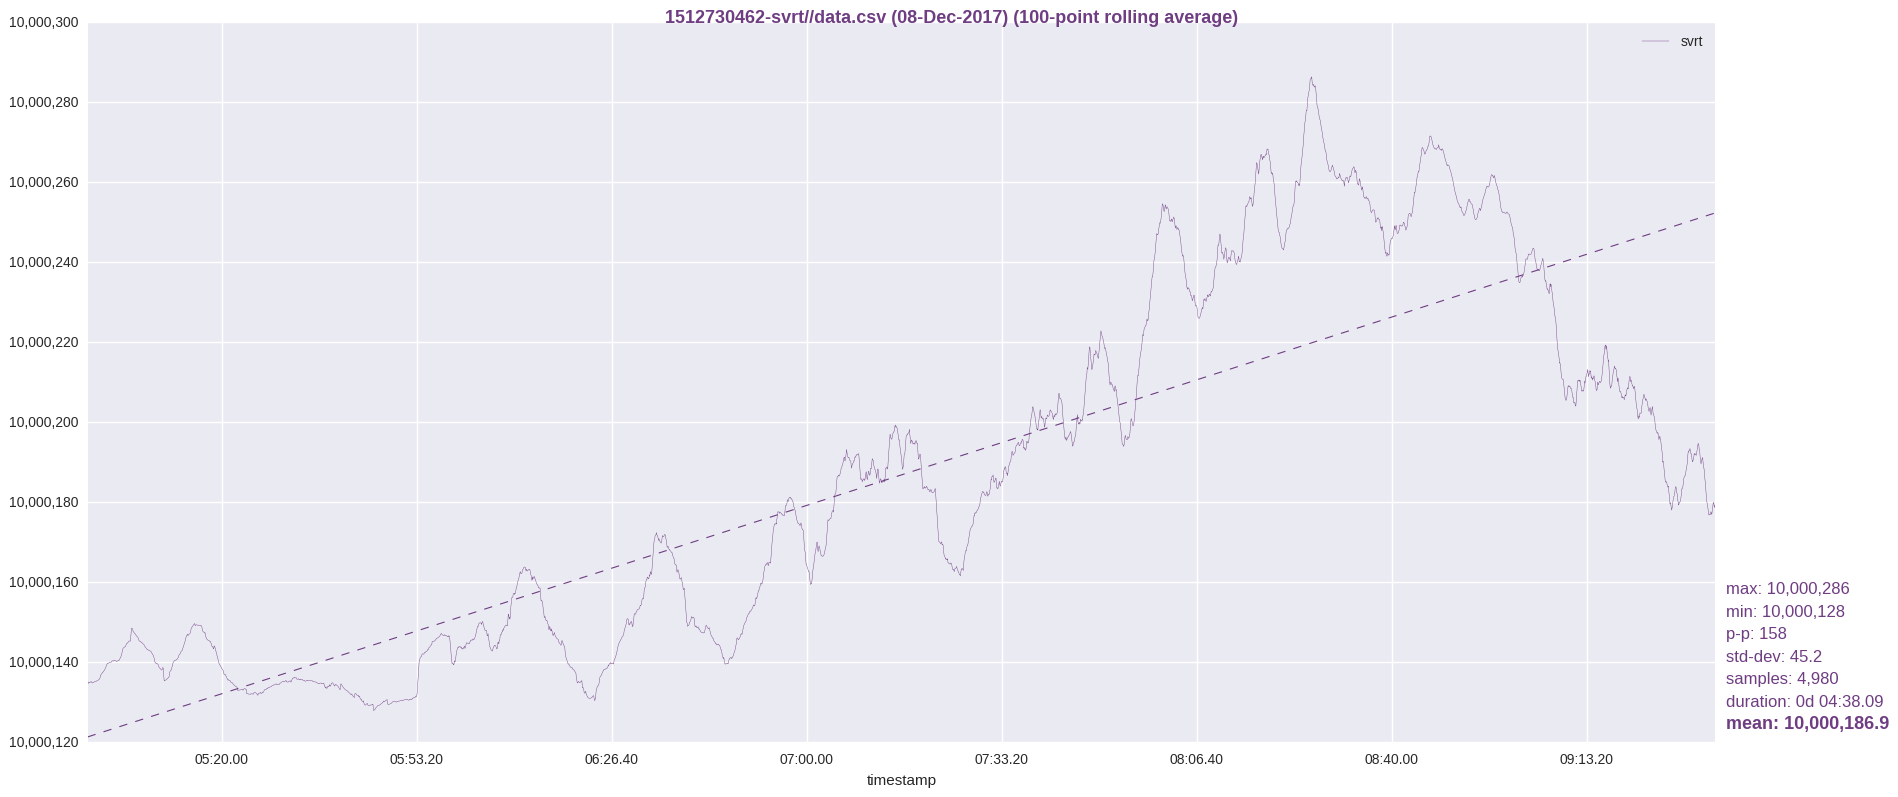 1512730462-svrt//data.csv (08-Dec-2017) (100-point rolling average)
svrt
10,000,300
10,000,280
10,000,260
10,000,240
10,000,220
10,000,200
10,000,180
10,000,160
10,000,140
10,000,120
05:20.00
05:53.20
06:26.40
07:00.00
07:33.20
08:06.40
08:40.00
09:13.20
timestamp
max: 10,000,286
min: 10,000,128
p-p: 158
std-dev: 45.2
samples: 4,980
duration: 0d 04:38.09
mean: 10,000,186.9